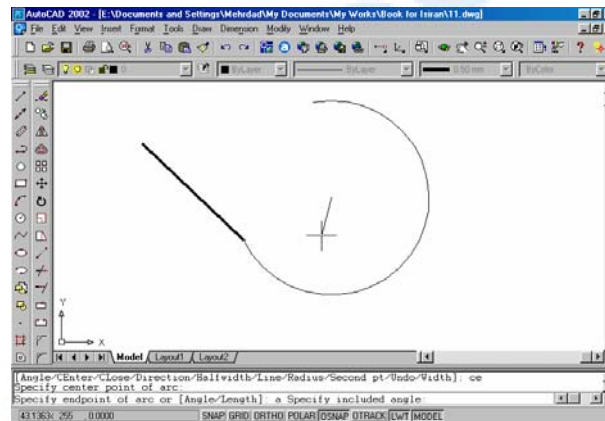 AutoCAD 2002 - [E:\Documents and Settings\Mehrdad\My Documents\My Works\Book for Isiran\11.dwg]
File Edit View Insert Format Tools Draw Dimension Modify Window Help
0 ByLayer ByLayer 0.50 mm ByColor
Y
X
Model Layout1 Layout2
[Angle/CEnter/CLose/Direction/Halfwidth/Line/Radius/Second pt/Undo/Width]: ce
Specify center point of arc:
Specify endpoint of arc or [Angle/Length]: a Specify included angle:
0.0000 SNAP GRID ORTHO POLAR OSNAP OTRACK LWT MODEL